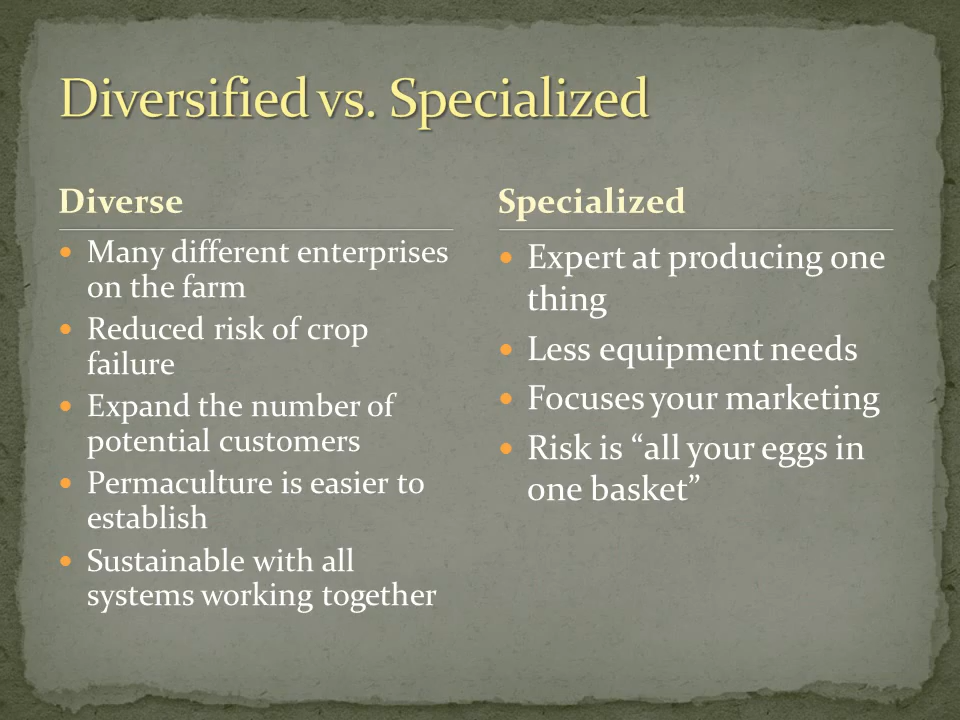 Diversified vs. Specialized
Diverse
• Many different enterprises
on the farm
• Reduced risk of crop
failure
• Expand the number of
potential customers
• Permaculture is easier to
establish
• Sustainable with all
systems working together
Specialized
• Expert at producing one
thing
• Less equipment needs
• Focuses your marketing
• Risk is “all your eggs in
one basket”